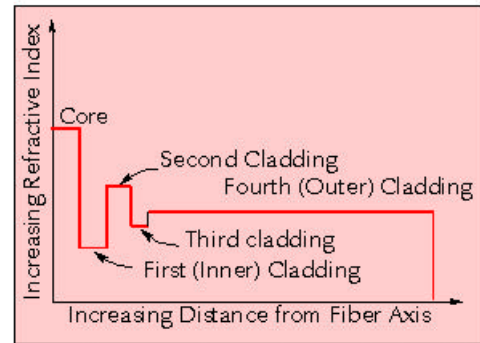 Core
Second Cladding
Fourth (Outer) Cladding
Third cladding
First (Inner) Cladding
Increasing Refractive Index
Increasing Distance from Fiber Axis